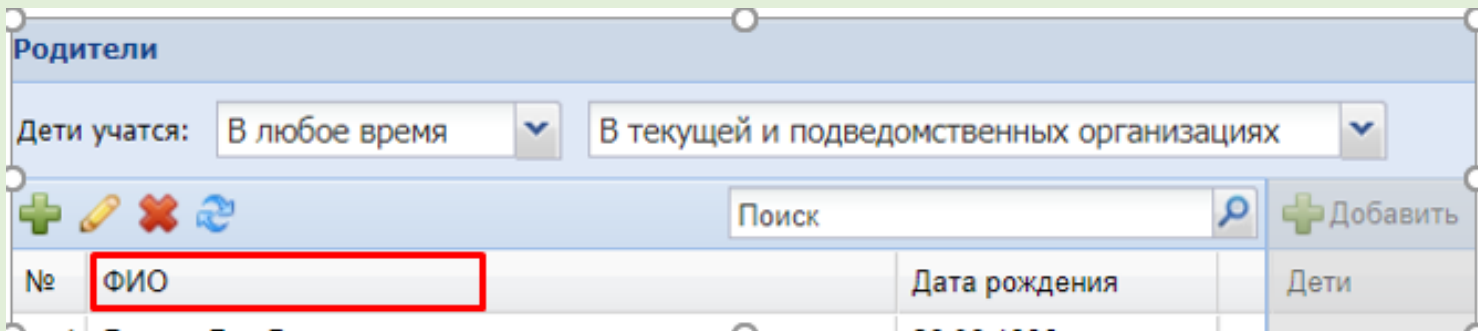 Родители
Дети учатся: В любое время В текущей и подведомственных организациях
Поиск Добавить
№ ФИО Дата рождения Дети